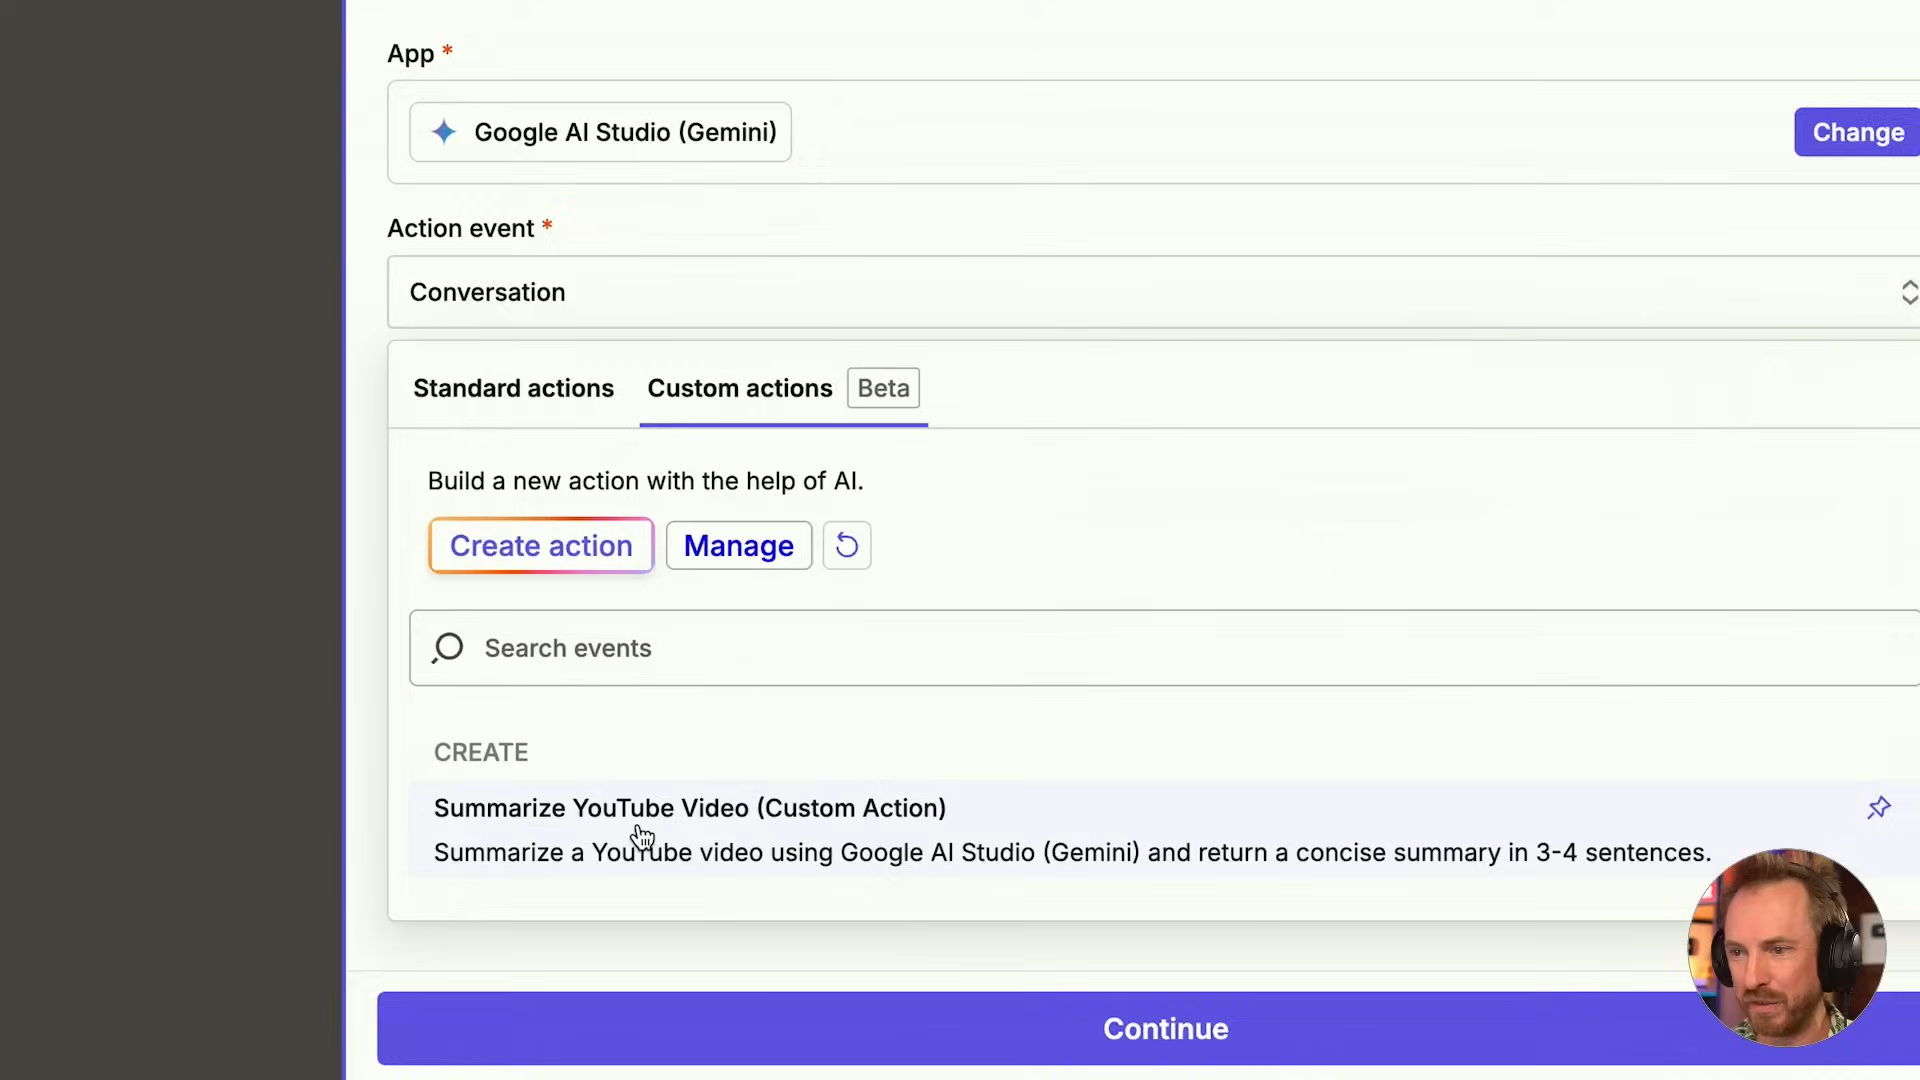 App *
Google AI Studio (Gemini)
Change
Action event *
Conversation
Standard actions
Custom actions
Beta
Build a new action with the help of AI.
Create action
Manage
Search events
CREATE
Summarize YouTube Video (Custom Action)
Summarize a YouTube video using Google AI Studio (Gemini) and return a concise summary in 3-4 sentences.
Continue